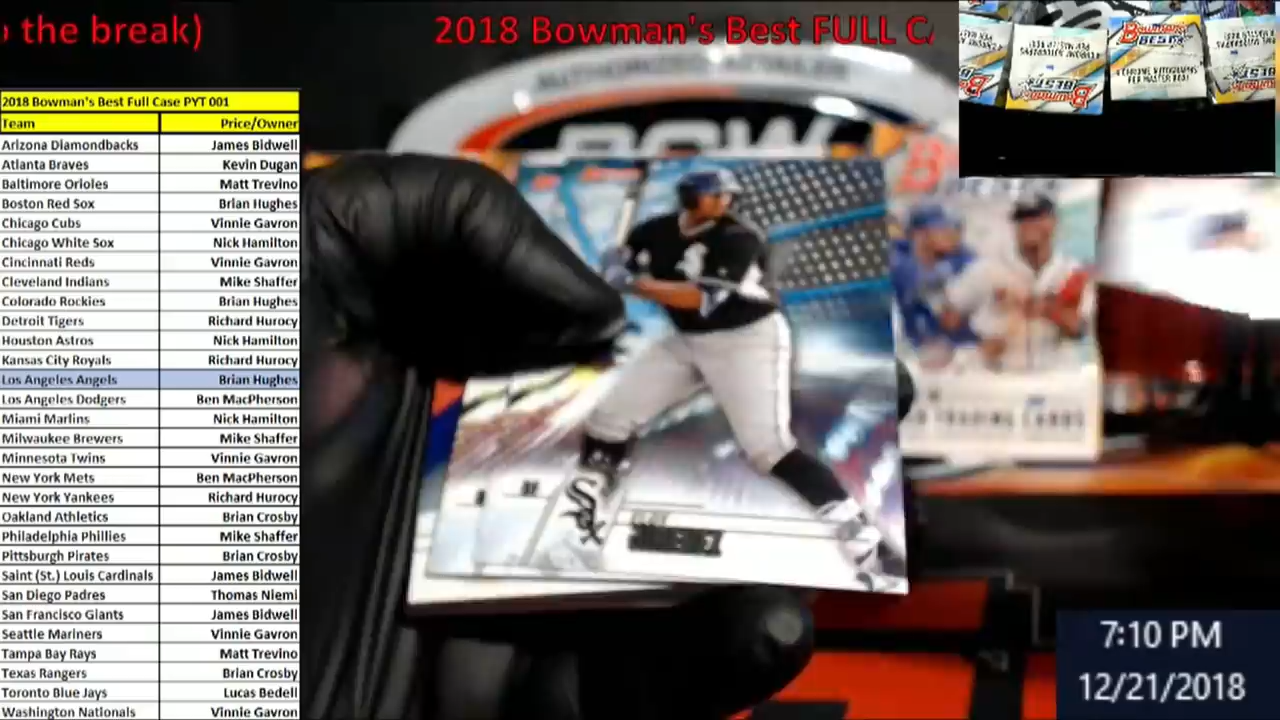 the break)
2018 Bowman's Best FULL
2018 Bowman's Best Full Case PYT 001
Team Price/Owner
Arizona Diamondbacks James Bidwell
Atlanta Braves Kevin Dugan
Baltimore Orioles Matt Trevino
Boston Red Sox Brian Hughes
Chicago Cubs Vinnie Gavron
Chicago White Sox Nick Hamilton
Cincinnati Reds Vinnie Gavron
Cleveland Indians Mike Shaffer
Colorado Rockies Brian Hughes
Detroit Tigers Richard Hurocy
Houston Astros Nick Hamilton
Kansas City Royals Richard Hurocy
Los Angeles Angels Brian Hughes
Los Angeles Dodgers Ben MacPherson
Miami Marlins Nick Hamilton
Milwaukee Brewers Mike Shaffer
Minnesota Twins Vinnie Gavron
New York Mets Ben MacPherson
New York Yankees Richard Hurocy
Oakland Athletics Brian Crosby
Philadelphia Phillies Mike Shaffer
Pittsburgh Pirates Brian Crosby
Saint (St.) Louis Cardinals James Bidwell
San Diego Padres Thomas Niemi
San Francisco Giants James Bidwell
Seattle Mariners Vinnie Gavron
Tampa Bay Rays Matt Trevino
Texas Rangers Brian Crosby
Toronto Blue Jays Lucas Bedell
Washington Nationals Vinnie Gavron
AUTHORIZED RETAILER
Sox
JIMENEZ
TRADING CARDS
Bowman's
BEST
7:10 PM
12/21/2018